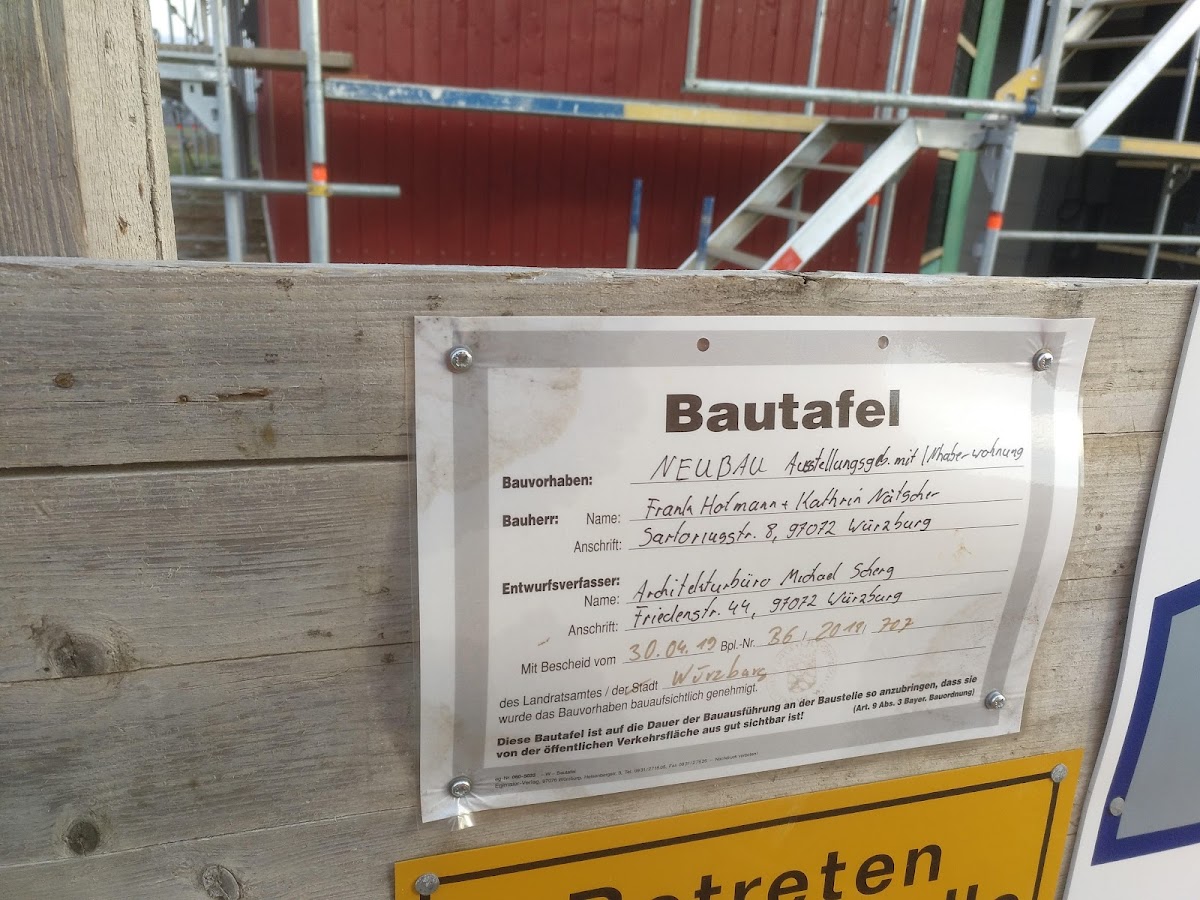 Bautafel
Bauvorhaben: NEUBAU Ausstellungsgeb. mit Inhaberwohnung
Bauherr: Name: Frank Hofmann + Kathrin Nätscher
Anschrift: Sartoriusstr. 8, 97072 Würzburg
Entwurfsverfasser:
Name: Architekturbüro Michael Scherg
Anschrift: Friedenstr. 44, 97072 Würzburg
Mit Bescheid vom 30.04.19 Bpl.-Nr. 36/2019/707
des Landratsamtes / der Stadt Würzburg
wurde das Bauvorhaben bauaufsichtlich genehmigt.
Diese Bautafel ist auf die Dauer der Bauausführung an der Baustelle so anzubringen, dass sie
von der öffentlichen Verkehrsfläche aus gut sichtbar ist! (Art. 9 Abs. 3 Bayer. Bauordnung)
Betreten